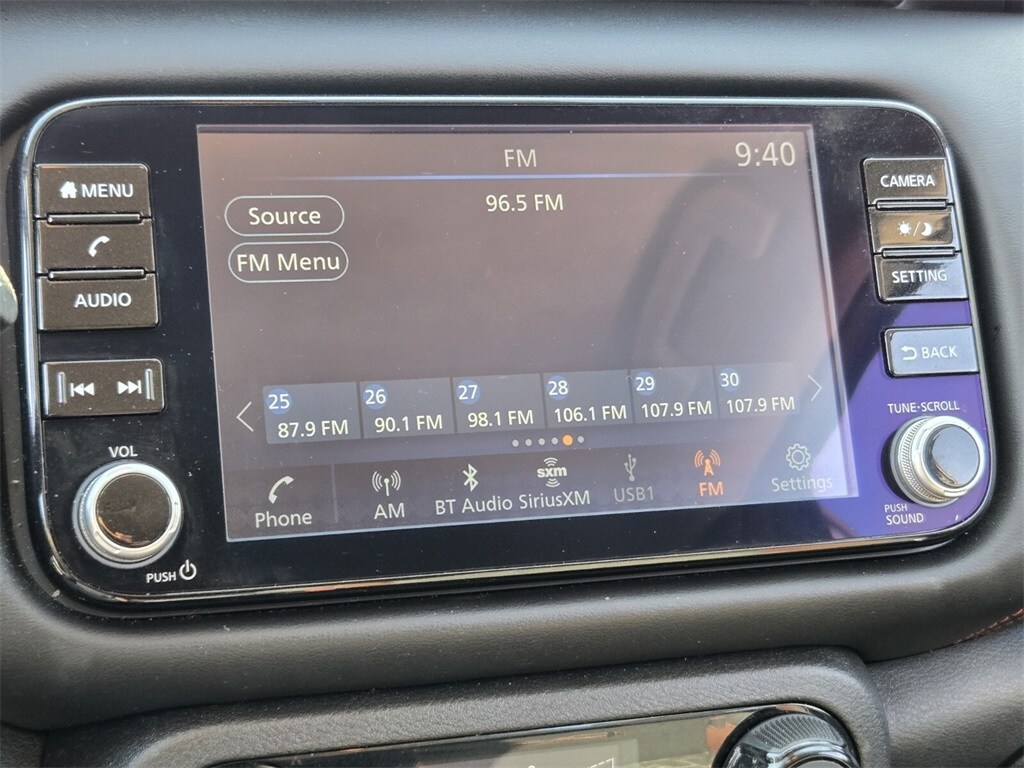 FM
9:40
MENU
CAMERA
Source
96.5 FM
FM Menu
AUDIO
SETTING
BACK
25 26 27 28 29 30
87.9 FM 90.1 FM 98.1 FM 106.1 FM 107.9 FM 107.9 FM
TUNE·SCROLL
VOL
Phone AM BT Audio SiriusXM USB1 FM Settings
sxm
PUSH
SOUND
PUSH